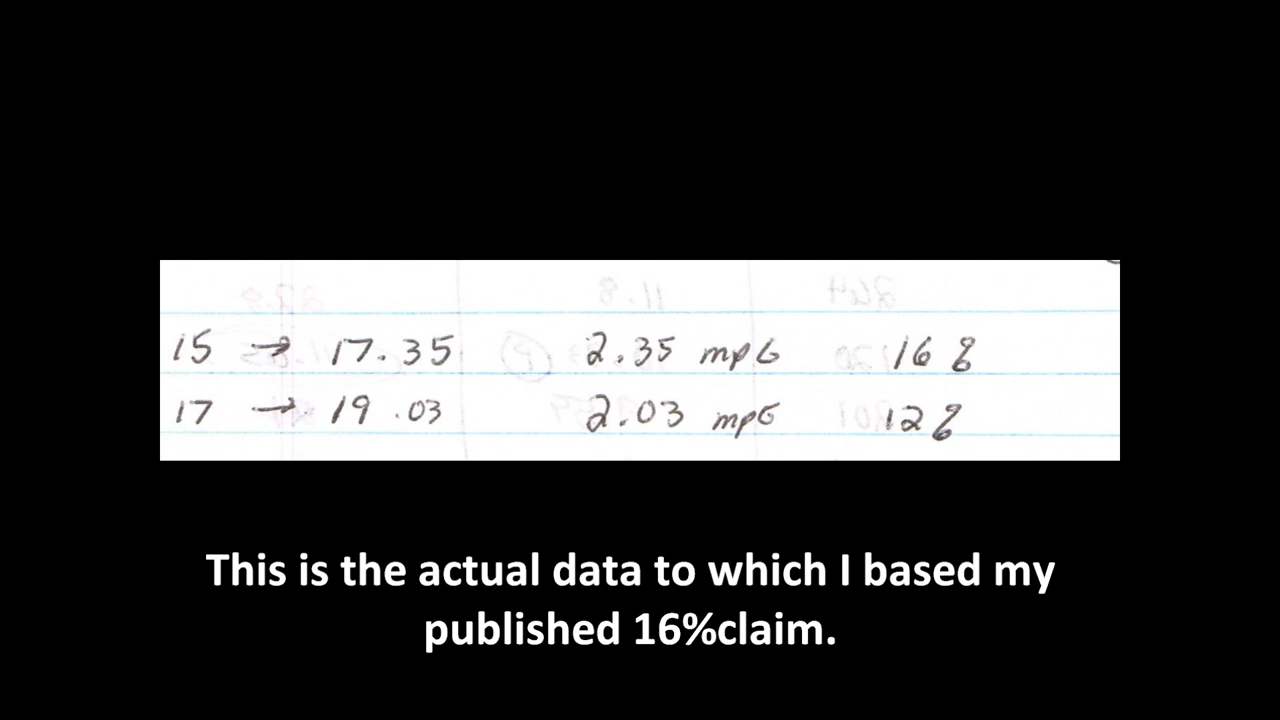 15 → 17.35 2.35 mpG 16%
17 → 19.03 2.03 mpG 12%
This is the actual data to which I based my
published 16%claim.